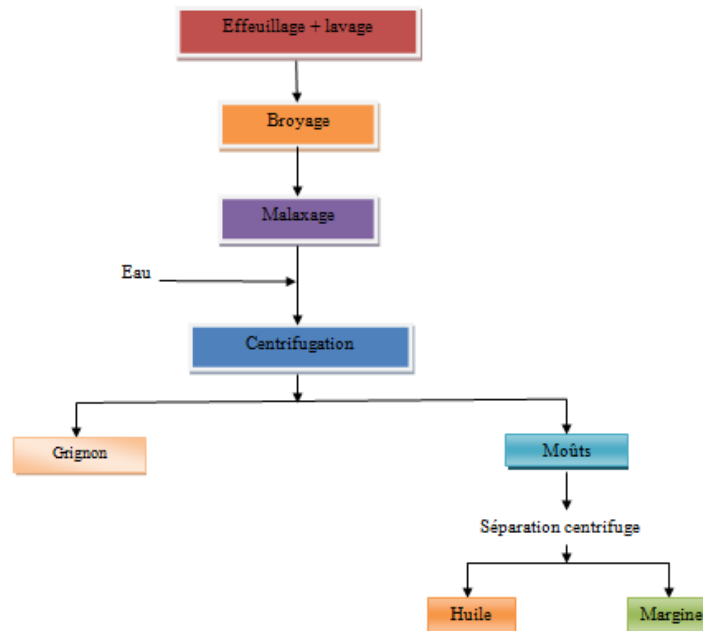 Effeuillage + lavage
Broyage
Malaxage
Eau
Centrifugation
Grignon
Moûts
Séparation centrifuge
Huile
Margine